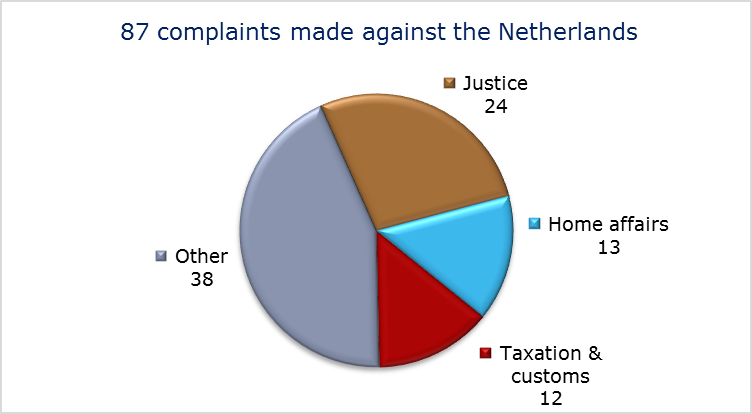 87 complaints made against the Netherlands
Justice
24
Home affairs
13
Taxation &
customs
12
Other
38